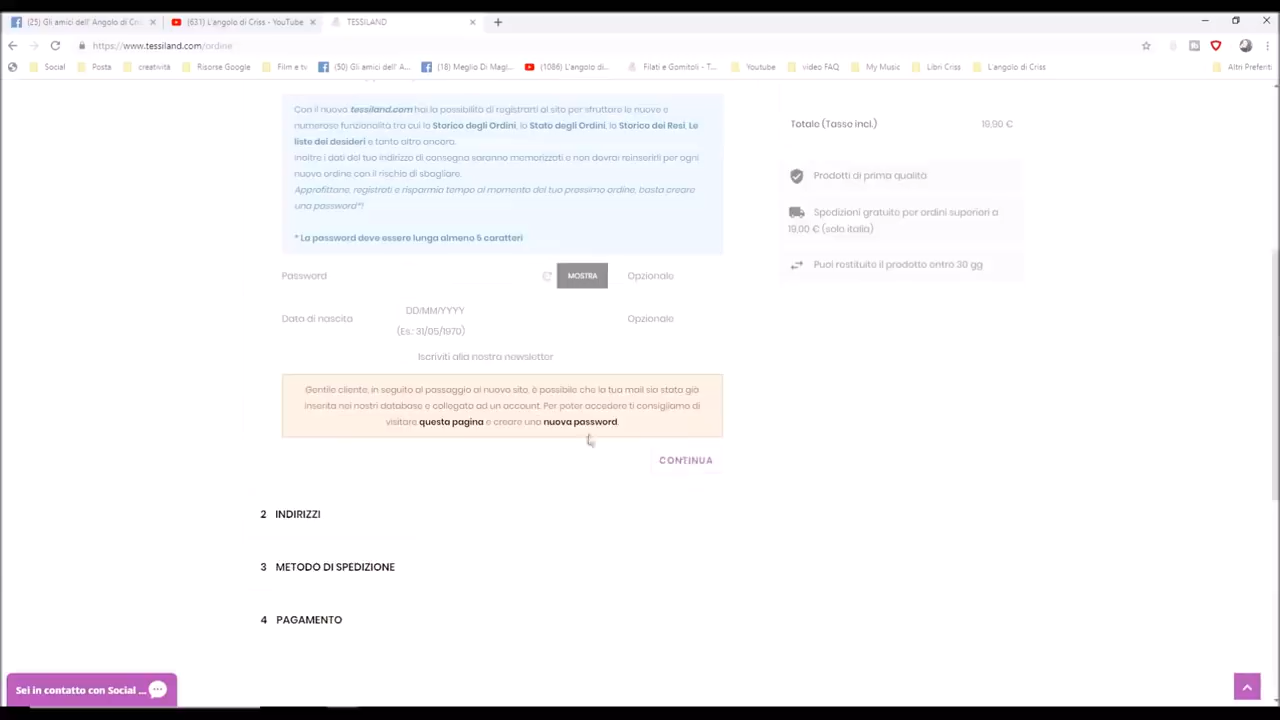 (25) Gli amici dell' Angolo di Cri
(631) L'angolo di Criss - YouTube
TESSILAND
https://www.tessiland.com/ordine
Social
Posta
creatività
Risorse Google
Film e tv
(50) Gli amici dell' A...
(18) Meglio Di Magl...
(1086) L'angolo di...
Filati e Gomitoli - T...
Youtube
video FAQ
My Music
Libri Criss
L'angolo di Criss
Altri Preferiti
Con il nuovo tessiland.com hai la possibilità di registrarti al sito per sfruttare le nuove e
numerose funzionalità tra cui lo Storico degli Ordini, lo Stato degli Ordini, lo Storico dei Resi, Le
liste dei desideri e tanto altro ancora.
Inoltre i dati del tuo indirizzo di consegna saranno memorizzati e non dovrai reinserirli per ogni
nuovo ordine con il rischio di sbagliare.
Approfittane, registrati e risparmia tempo al momento del tuo prossimo ordine, basta creare
una password*!
* La password deve essere lunga almeno 5 caratteri
Password
MOSTRA
Opzionale
Data di nascita
DD/MM/YYYY
(Es.: 31/05/1970)
Opzionale
Iscriviti alla nostra newsletter
Gentile cliente, in seguito al passaggio al nuovo sito, è possibile che la tua mail sia stata già
inserita nei nostri database e collegata ad un account. Per poter accedere ti consigliamo di
visitare questa pagina e creare una nuova password.
CONTINUA
2 INDIRIZZI
3 METODO DI SPEDIZIONE
4 PAGAMENTO
Totale (Tasse incl.)
19,90 €
Prodotti di prima qualità
Spedizioni gratuite per ordini superiori a
19,00 € (solo italia)
Puoi restituire il prodotto entro 30 gg
Sei in contatto con Social ...